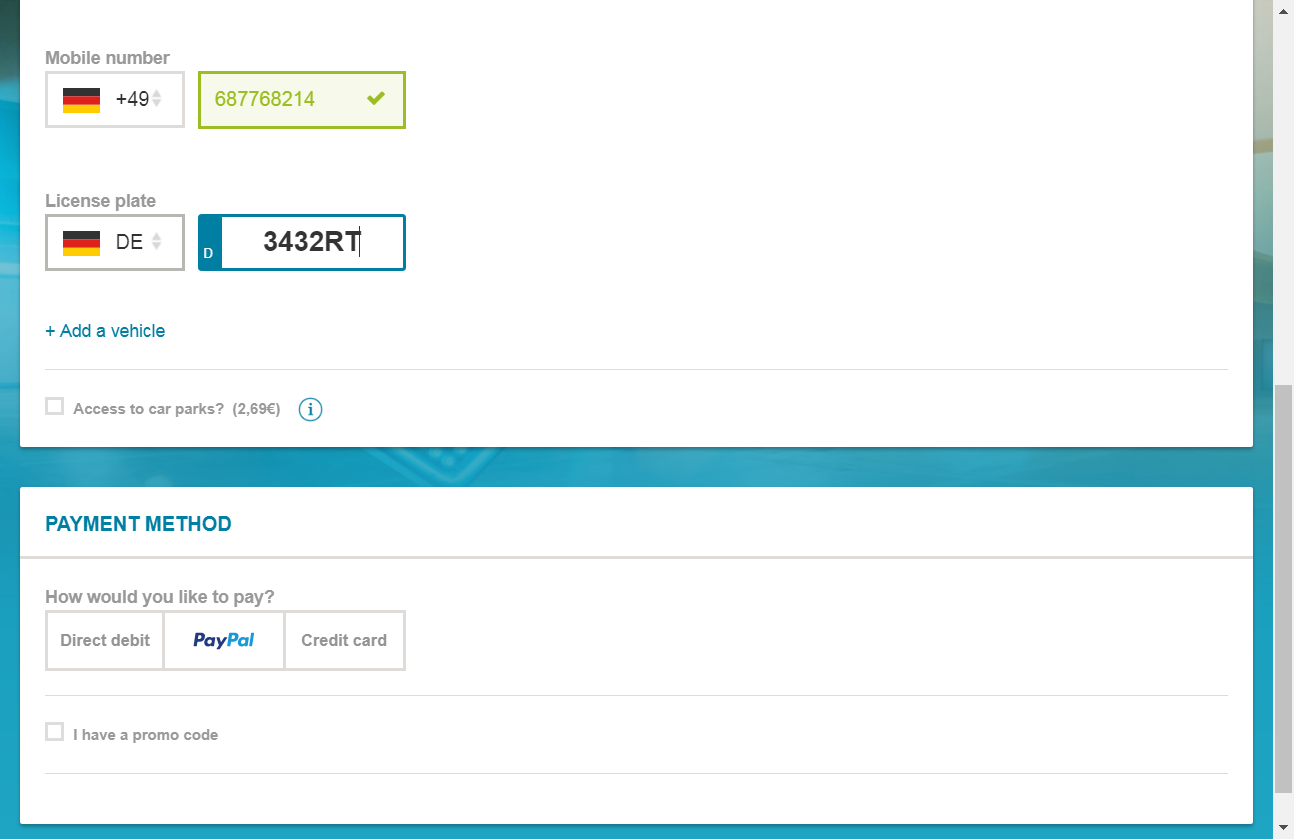 Mobile number
+49 687768214
License plate
DE D 3432RT
+ Add a vehicle
Access to car parks? (2,69€) i
PAYMENT METHOD
How would you like to pay?
Direct debit PayPal Credit card
I have a promo code